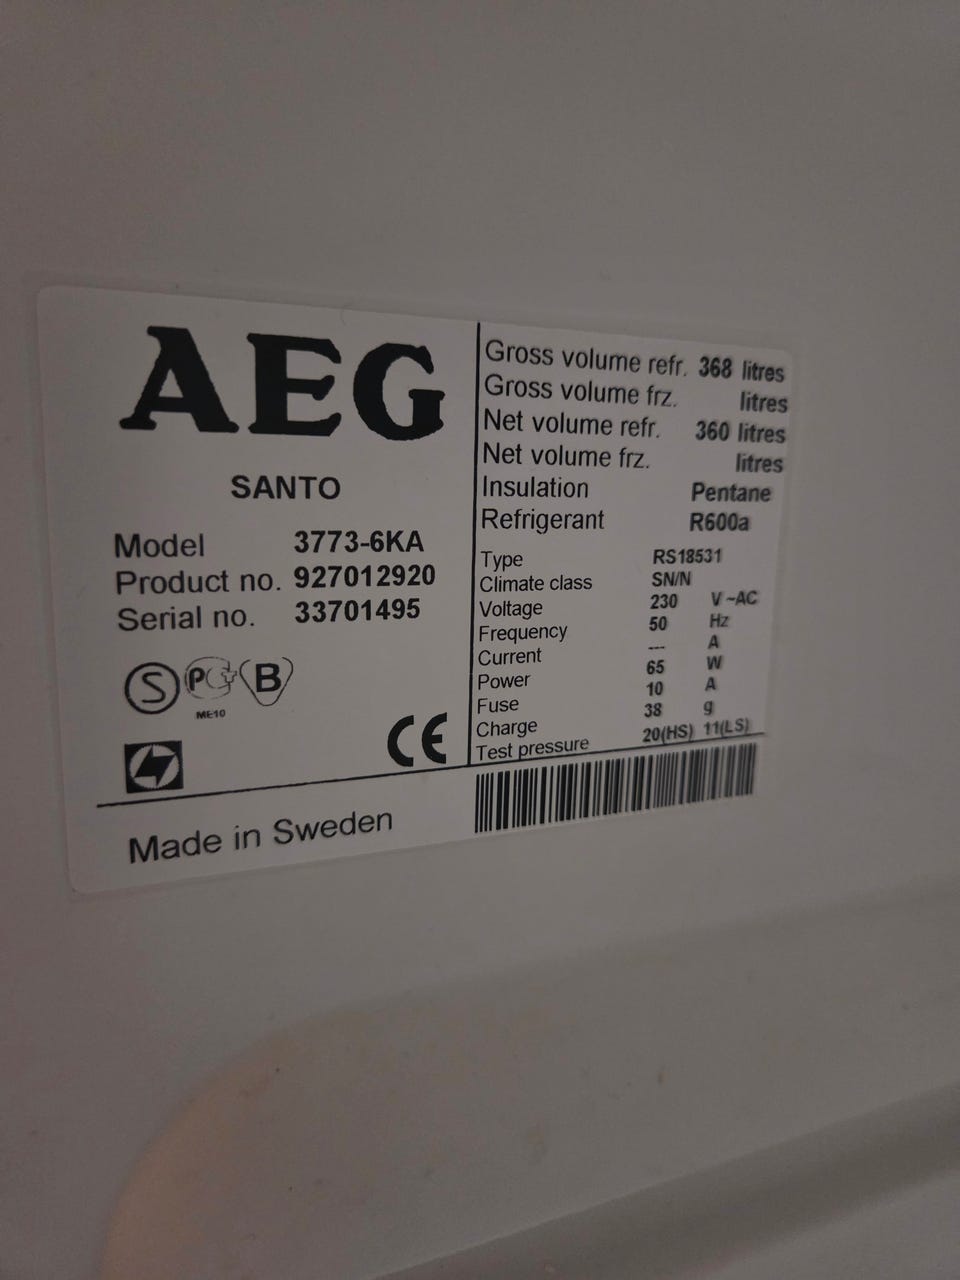 AEG
SANTO
Model 3773-6KA
Product no. 927012920
Serial no. 33701495
S PG B
ME10
CE
Made in Sweden
Gross volume refr. 368 litres
Gross volume frz. litres
Net volume refr. 360 litres
Net volume frz. litres
Insulation Pentane
Refrigerant R600a
Type RS18531
Climate class SN/N
Voltage 230 V ~AC
Frequency 50 Hz
Current --- A
Power 65 W
Fuse 10 A
Charge 38 g
Test pressure 20(HS) 11(LS)